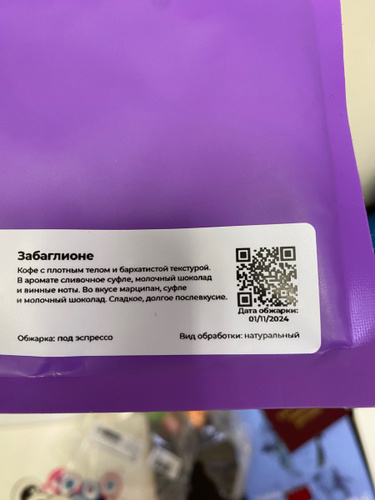 Забаглионе
Кофе с плотным телом и бархатистой текстурой.
В аромате сливочное суфле, молочный шоколад
и винные ноты. Во вкусе марципан, суфле
и молочный шоколад. Сладкое, долгое послевкусие.
Дата обжарки:
01/11/2024
Обжарка: под эспрессо
Вид обработки: натуральный